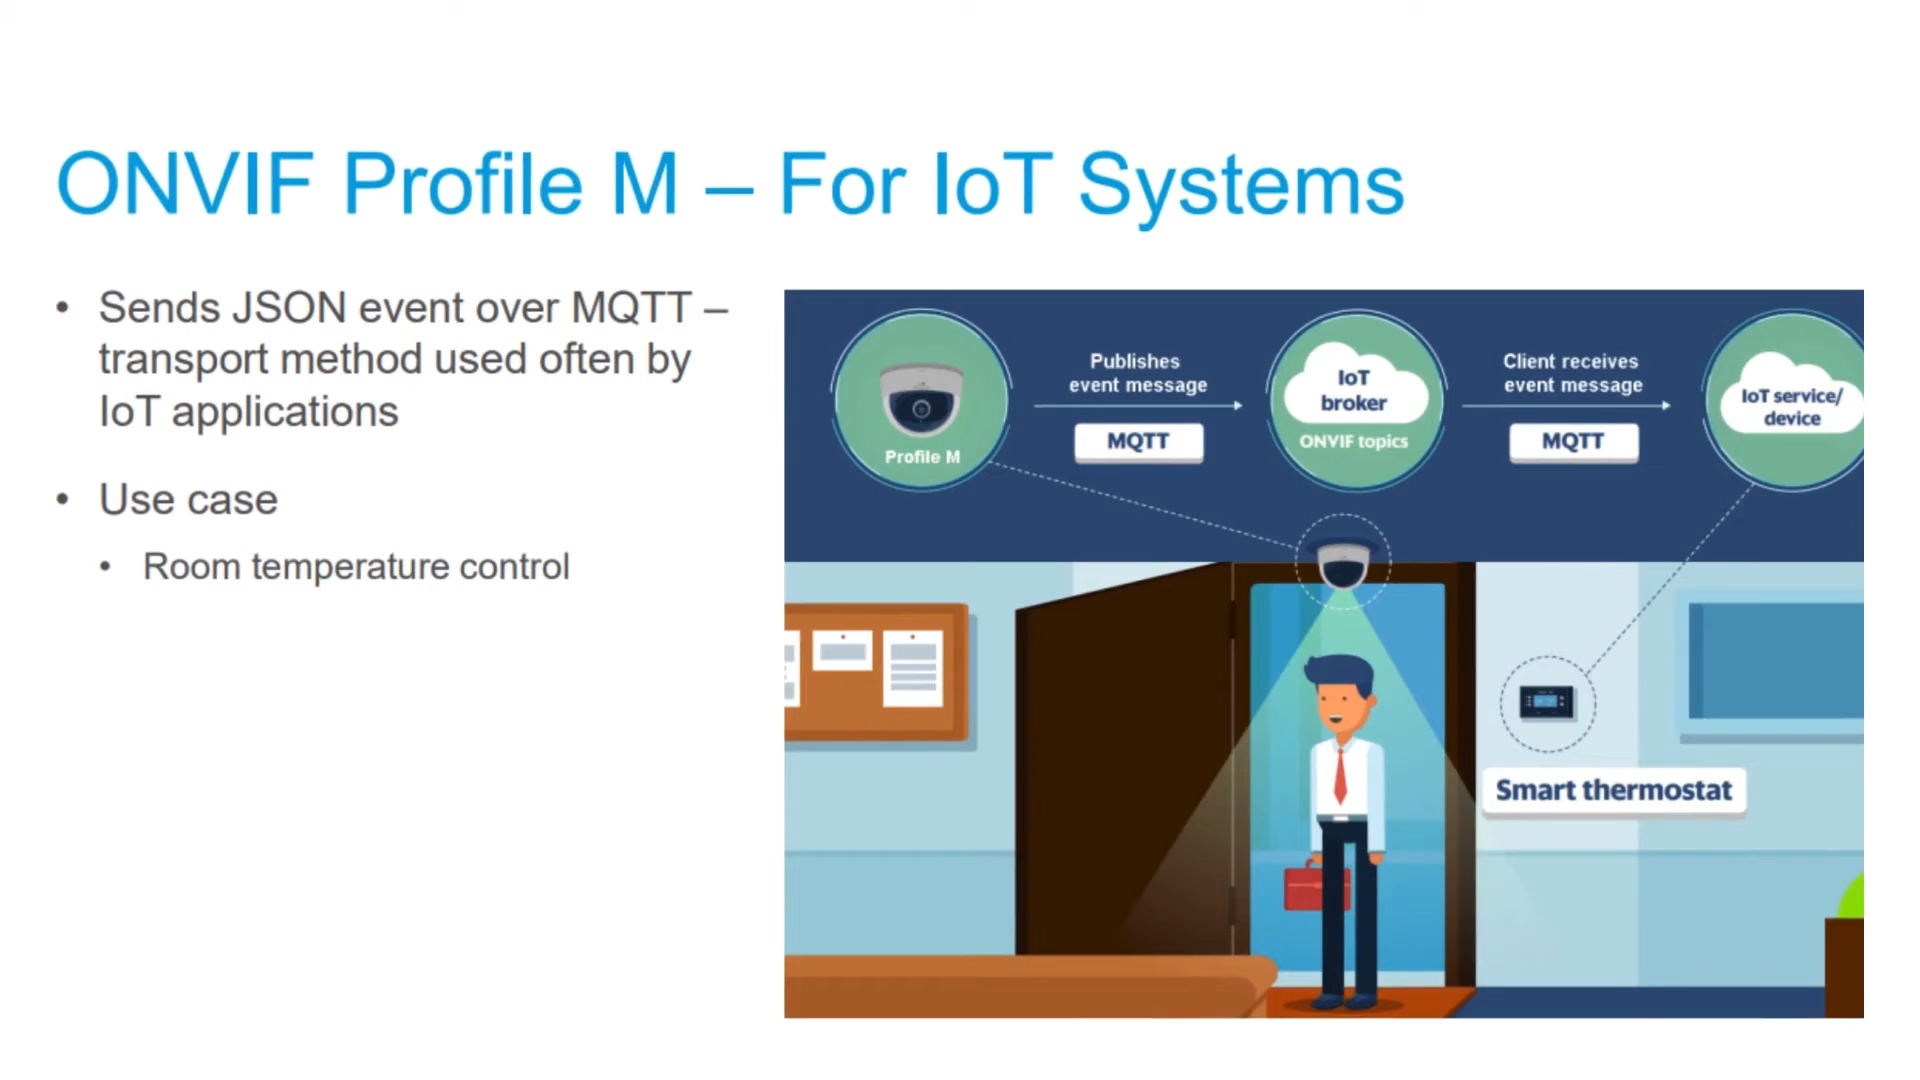 ONVIF Profile M – For IoT Systems
• Sends JSON event over MQTT –
transport method used often by
IoT applications
• Use case
• Room temperature control
Profile M
Publishes
event message
MQTT
IoT
broker
ONVIF topics
Client receives
event message
MQTT
IoT service/
device
Smart thermostat